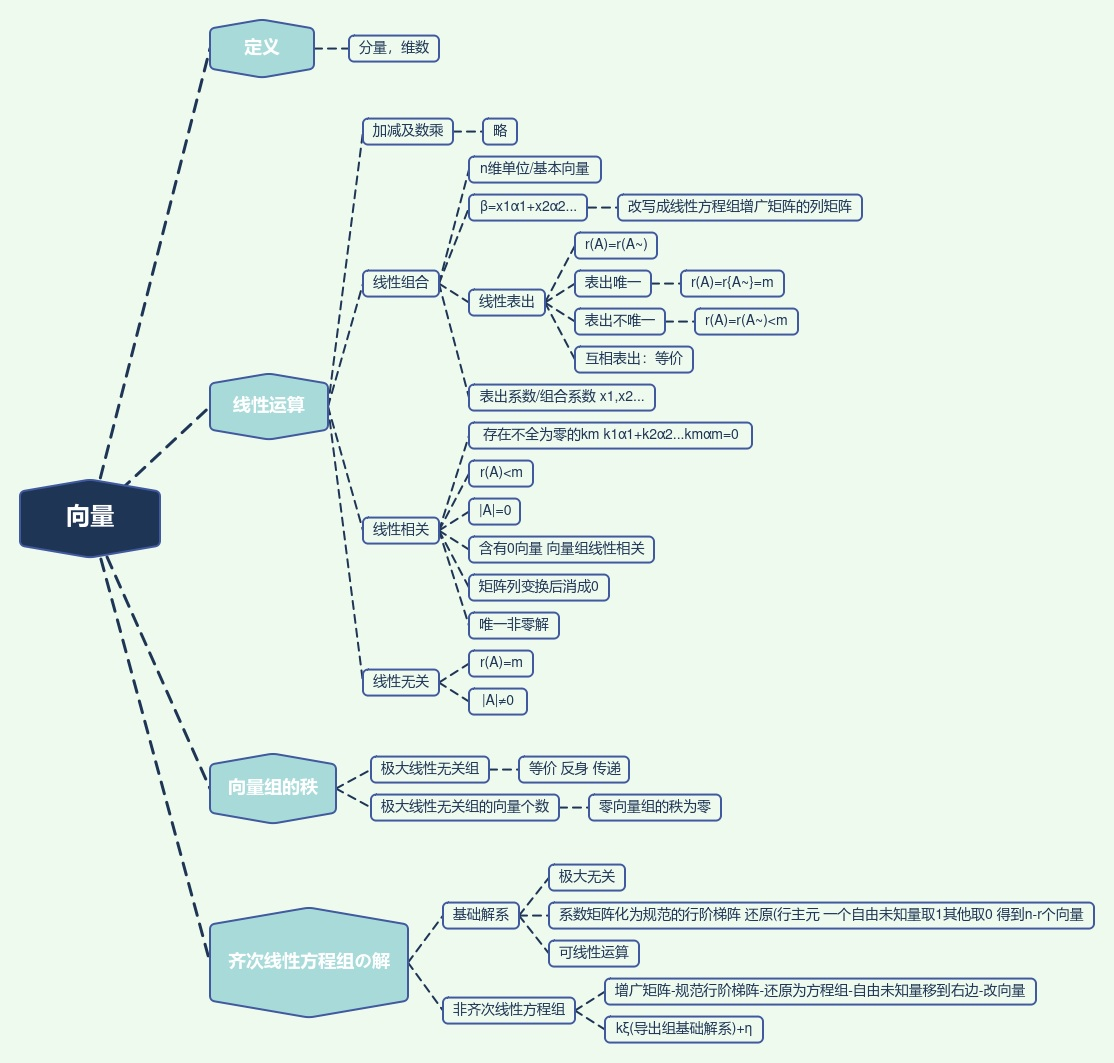 向量
定义
分量，维数
线性运算
加减及数乘
略
线性组合
n维单位/基本向量
β=x1α1+x2α2...
改写成线性方程组增广矩阵的列矩阵
线性表出
r(A)=r(A~)
表出唯一
r(A)=r{A~}=m
表出不唯一
r(A)=r(A~)<m
互相表出：等价
表出系数/组合系数 x1,x2...
线性相关
存在不全为零的km k1α1+k2α2...kmαm=0
r(A)<m
|A|=0
含有0向量 向量组线性相关
矩阵列变换后消成0
唯一非零解
线性无关
r(A)=m
|A|≠0
向量组的秩
极大线性无关组
等价 反身 传递
极大线性无关组的向量个数
零向量组的秩为零
齐次线性方程组の解
基础解系
极大无关
系数矩阵化为规范的行阶梯阵 还原(行主元 一个自由未知量取1其他取0 得到n-r个向量
可线性运算
非齐次线性方程组
增广矩阵-规范行阶梯阵-还原为方程组-自由未知量移到右边-改向量
kξ(导出组基础解系)+η